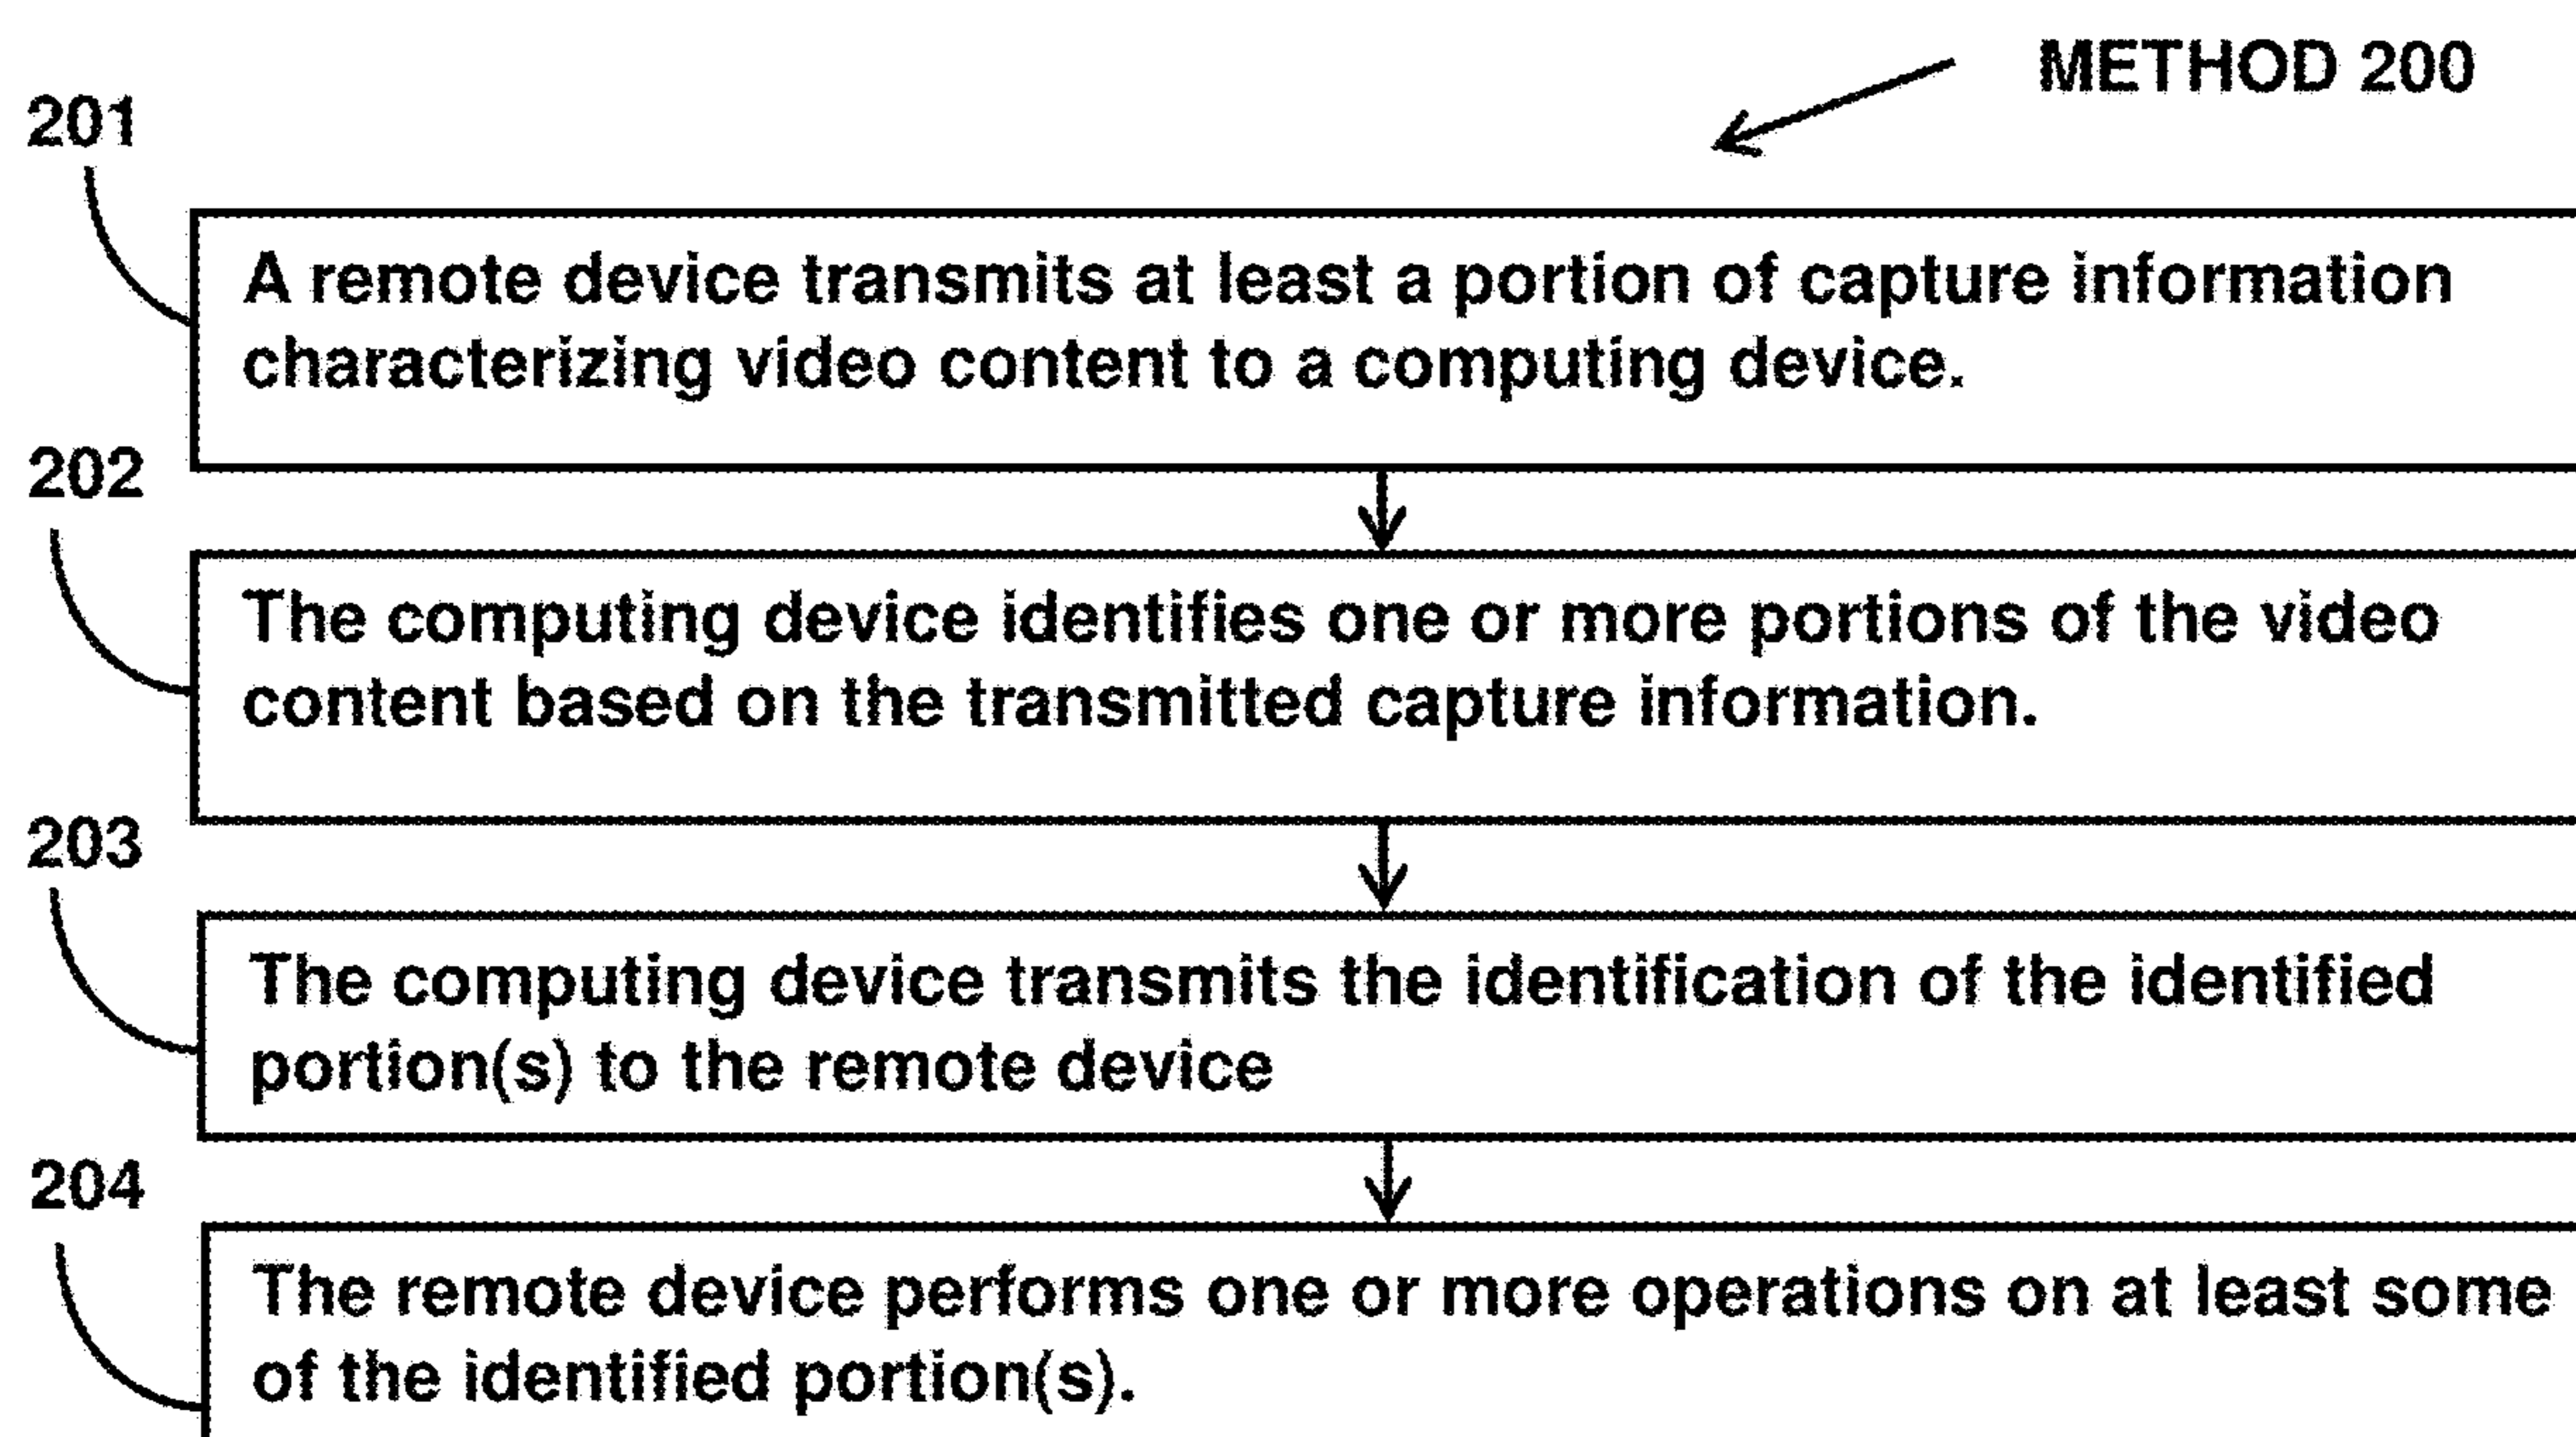 METHOD 200
201
A remote device transmits at least a portion of capture information
characterizing video content to a computing device.
202
The computing device identifies one or more portions of the video
content based on the transmitted capture information.
203
The computing device transmits the identification of the identified
portion(s) to the remote device
204
The remote device performs one or more operations on at least some
of the identified portion(s).